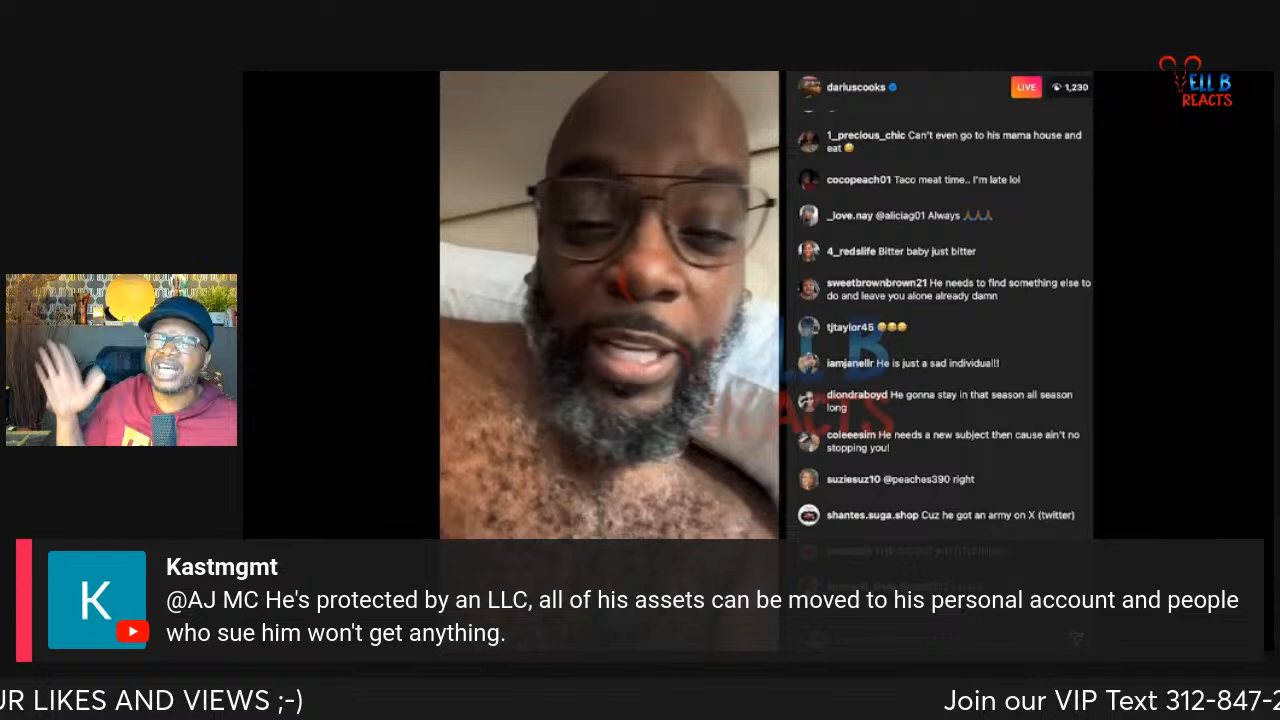 ELL B
REACTS
dariuscooks
LIVE
1,230
1_precious_chic Can't even go to his mama house and
eat 🤣
cocopeach01 Taco meat time.. I'm late lol
_love.nay @aliciag01 Always 🙏🏾🙏🏾🙏🏾
4_redslife Bitter baby just bitter
sweetbrownbrown21 He needs to find something else to
do and leave you alone already damn
tjtaylor45 🤣😂🤣
iamjanellr He is just a sad individual!!
diondraboyd He gonna stay in that season all season
long
coleeesim He needs a new subject then cause ain't no
stopping you!
suziesuz10 @peaches390 right
shantes.suga.shop Cuz he got an army on X (twitter)
K
Kastmgmt
@AJ MC He's protected by an LLC, all of his assets can be moved to his personal account and people
who sue him won't get anything.
UR LIKES AND VIEWS ;-)
Join our VIP Text 312-847-2